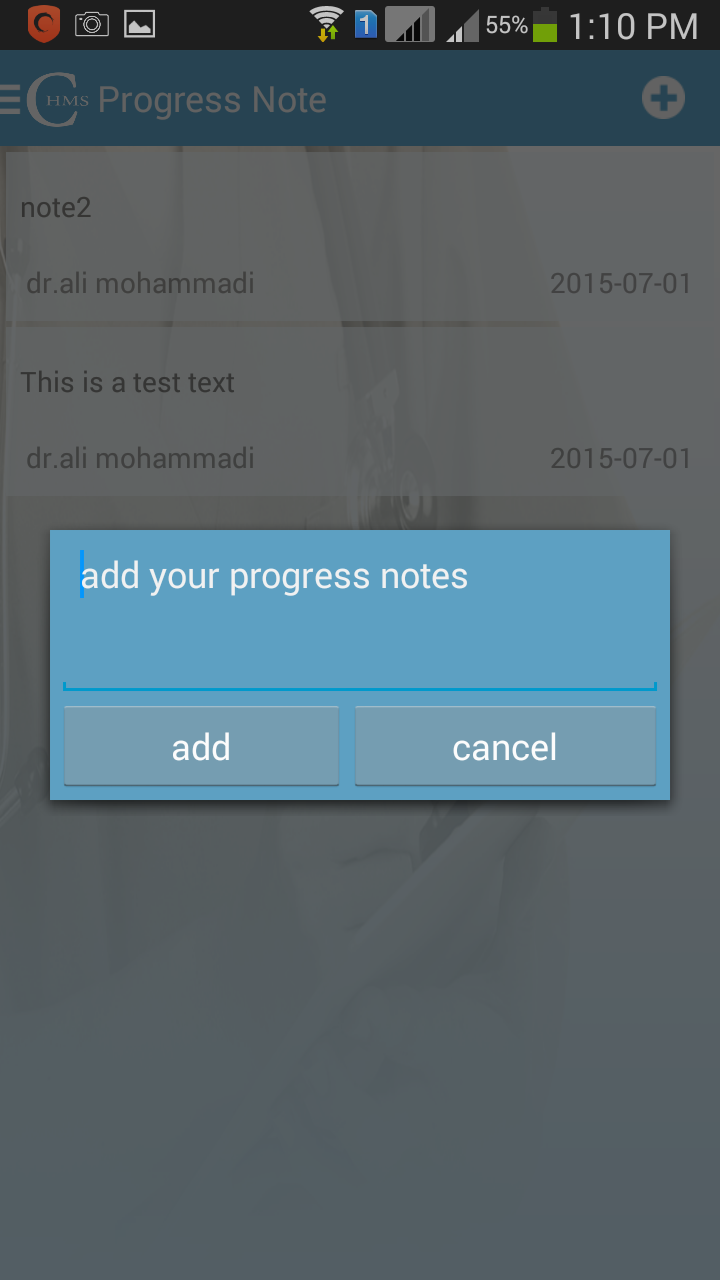 1 55% 1:10 PM
CHMS Progress Note
note2
dr.ali mohammadi 2015-07-01
This is a test text
dr.ali mohammadi 2015-07-01
add your progress notes
add cancel